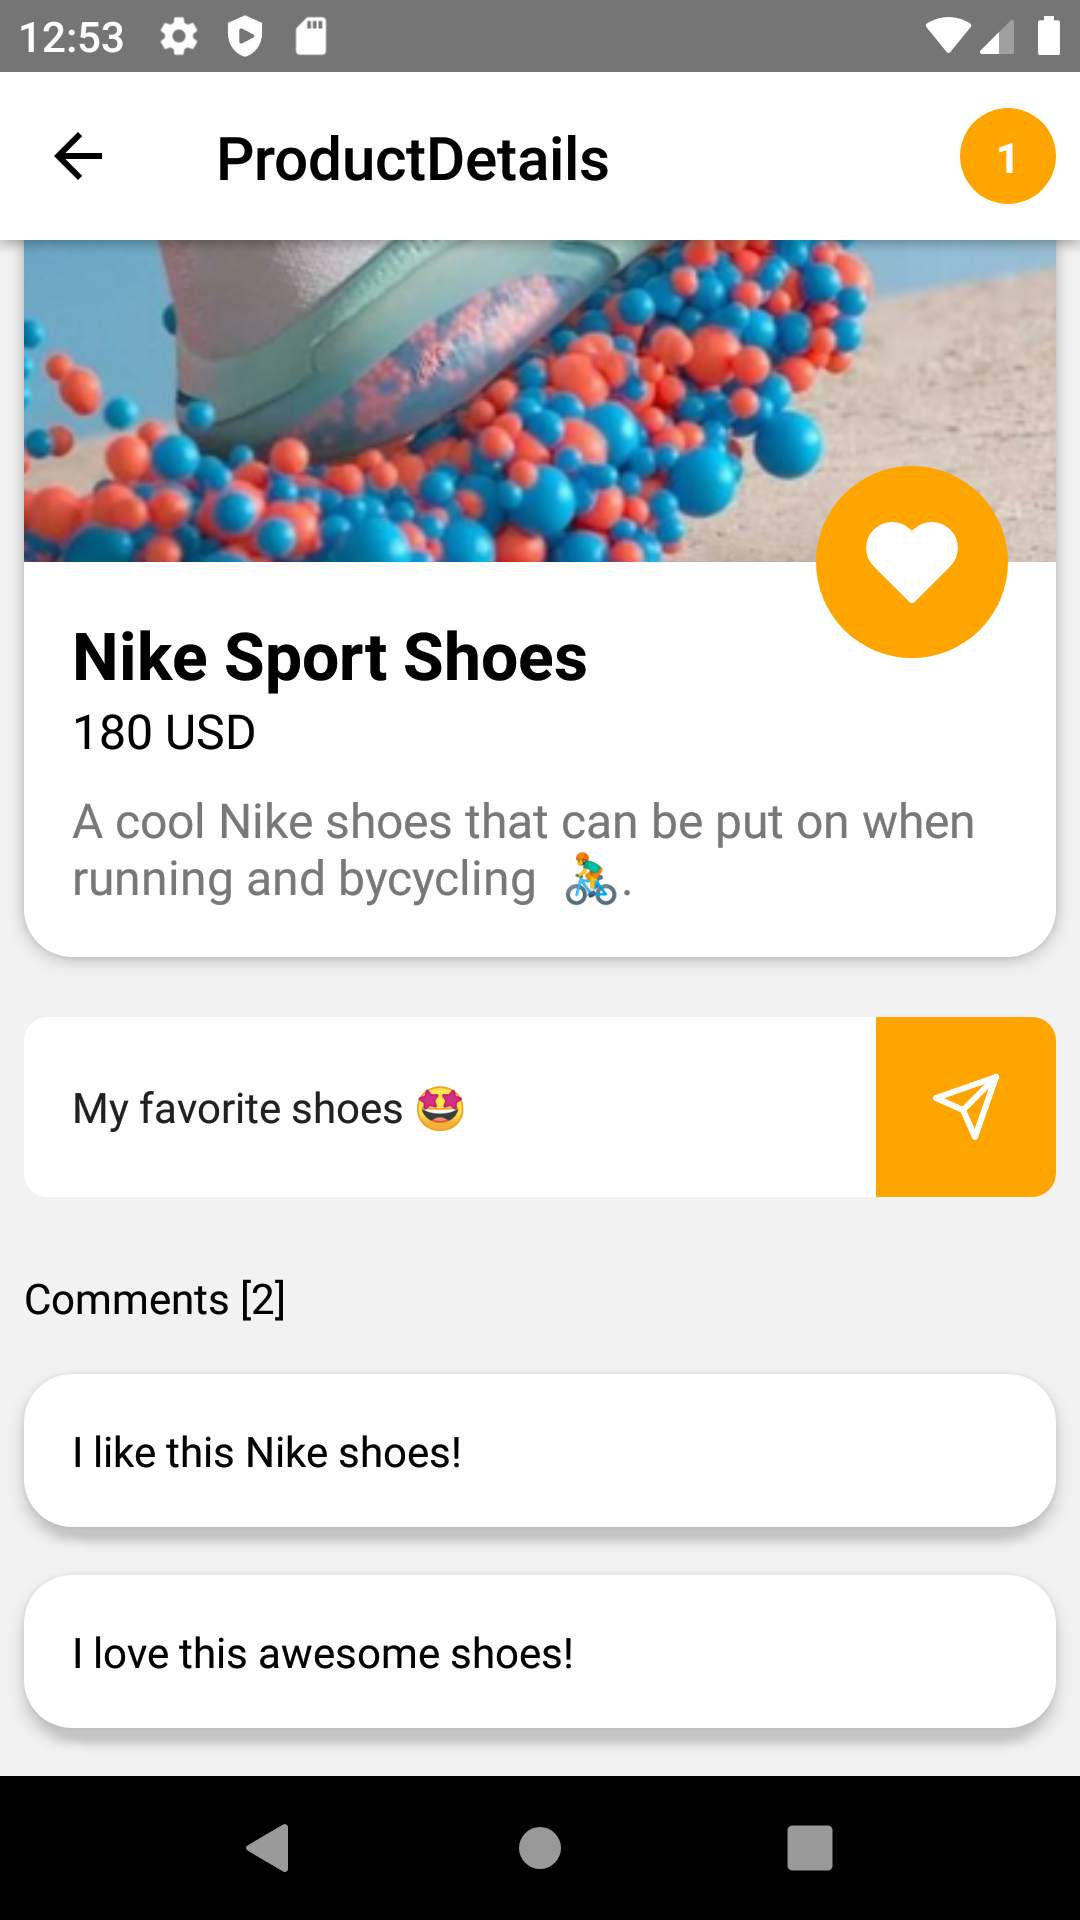 12:53
ProductDetails
1
Nike Sport Shoes
180 USD
A cool Nike shoes that can be put on when
running and bycycling 🚴.
My favorite shoes 🤩
Comments [2]
I like this Nike shoes!
I love this awesome shoes!